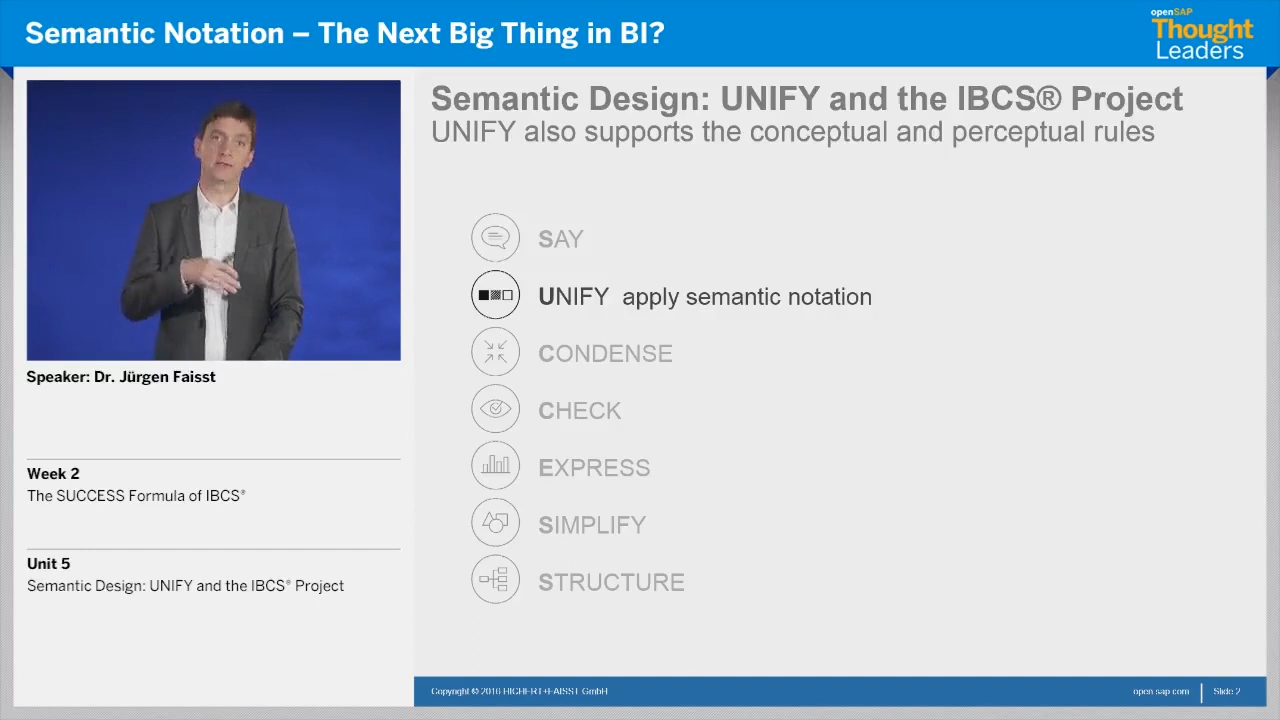 Semantic Notation – The Next Big Thing in BI?
openSAP
Thought
Leaders
Semantic Design: UNIFY and the IBCS® Project
UNIFY also supports the conceptual and perceptual rules
SAY
UNIFY apply semantic notation
CONDENSE
CHECK
EXPRESS
SIMPLIFY
STRUCTURE
Speaker: Dr. Jürgen Faisst
Week 2
The SUCCESS Formula of IBCS®
Unit 5
Semantic Design: UNIFY and the IBCS® Project
Copyright © 2016 HICHERT+FAISST GmbH
open sap com
Slide 2